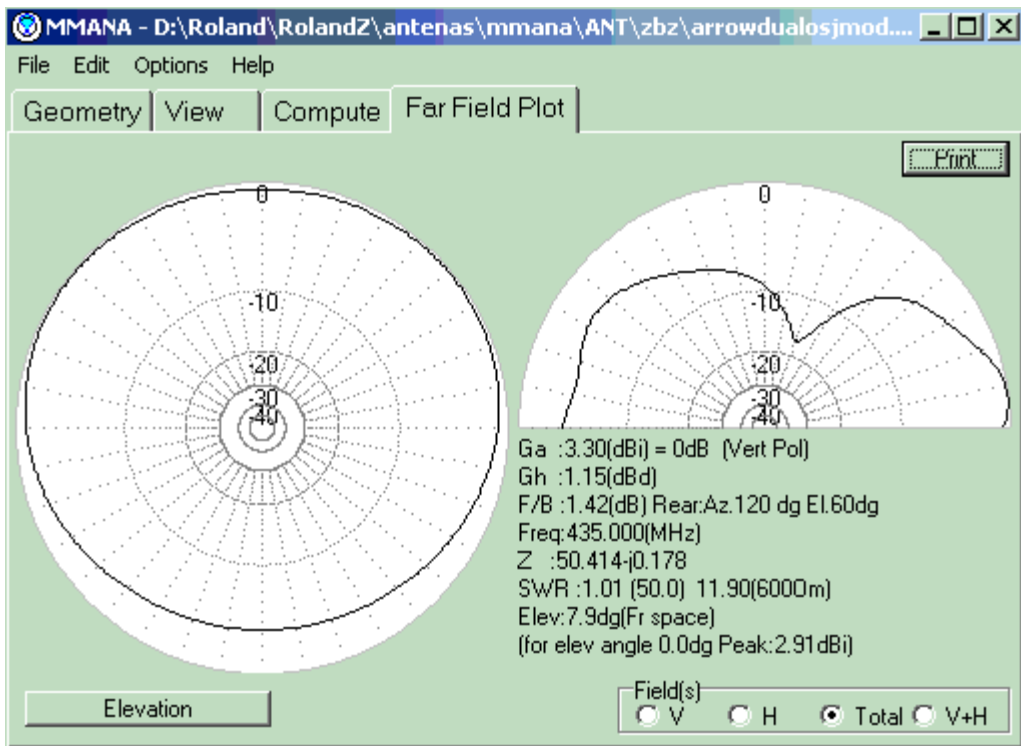 MMANA - D:\Roland\RolandZ\antenas\mmana\ANT\zbz\arrowdualosjmod....
File Edit Options Help
Geometry View Compute Far Field Plot
Print
0
-10
-20
-30
-40
0
-10
-20
-30
-40
Ga :3.30(dBi) = 0dB (Vert Pol)
Gh :1.15(dBd)
F/B :1.42(dB) Rear:Az.120 dg El.60dg
Freq:435.000(MHz)
Z :50.414-j0.178
SWR :1.01 (50.0) 11.90(600Om)
Elev:7.9dg(Fr space)
(for elev angle 0.0dg Peak:2.91dBi)
Elevation
Field(s)
V H Total V+H